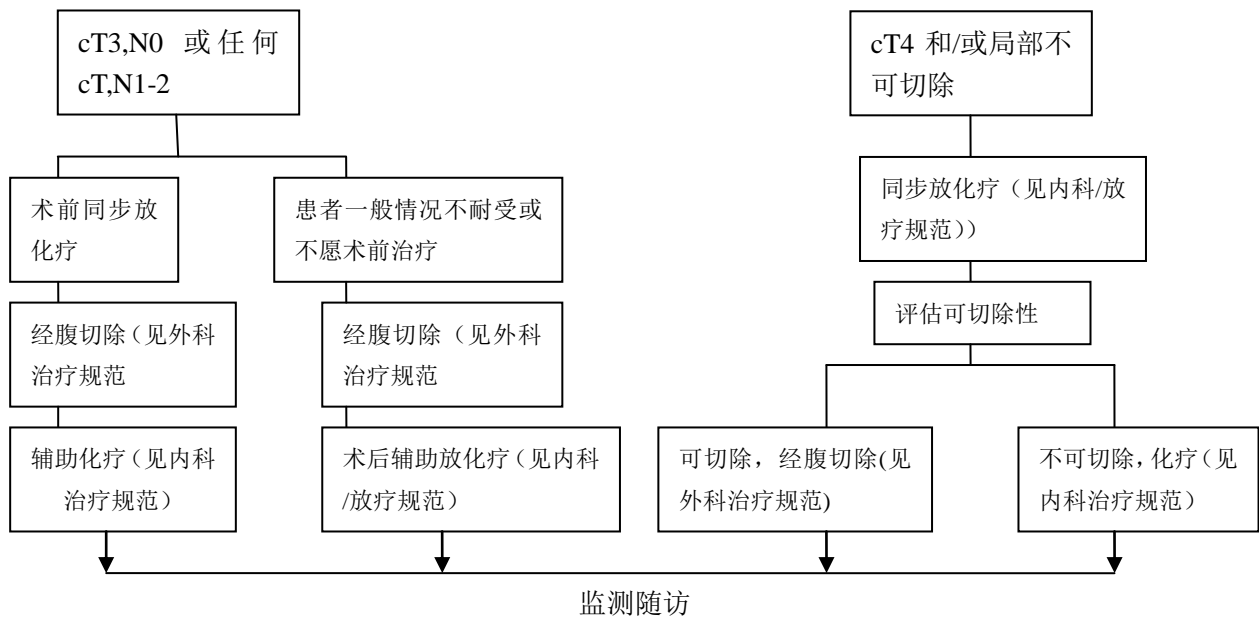 cT3,N0 或任何
cT,N1-2
cT4 和/或局部不
可切除
术前同步放
化疗
患者一般情况不耐受或
不愿术前治疗
同步放化疗（见内科/放
疗规范））
评估可切除性
经腹切除（见外科
治疗规范
经腹切除（见外科
治疗规范
辅助化疗（见内科
治疗规范）
术后辅助放化疗（见内科
/放疗规范）
可切除，经腹切除(见
外科治疗规范)
不可切除，化疗（见
内科治疗规范）
监测随访